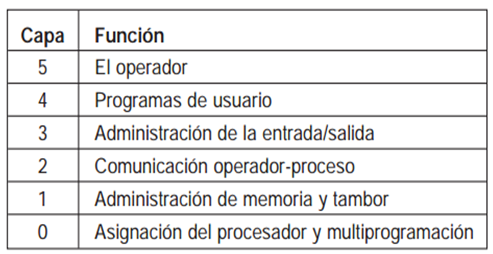 Capa Función
5 El operador
4 Programas de usuario
3 Administración de la entrada/salida
2 Comunicación operador-proceso
1 Administración de memoria y tambor
0 Asignación del procesador y multiprogramación